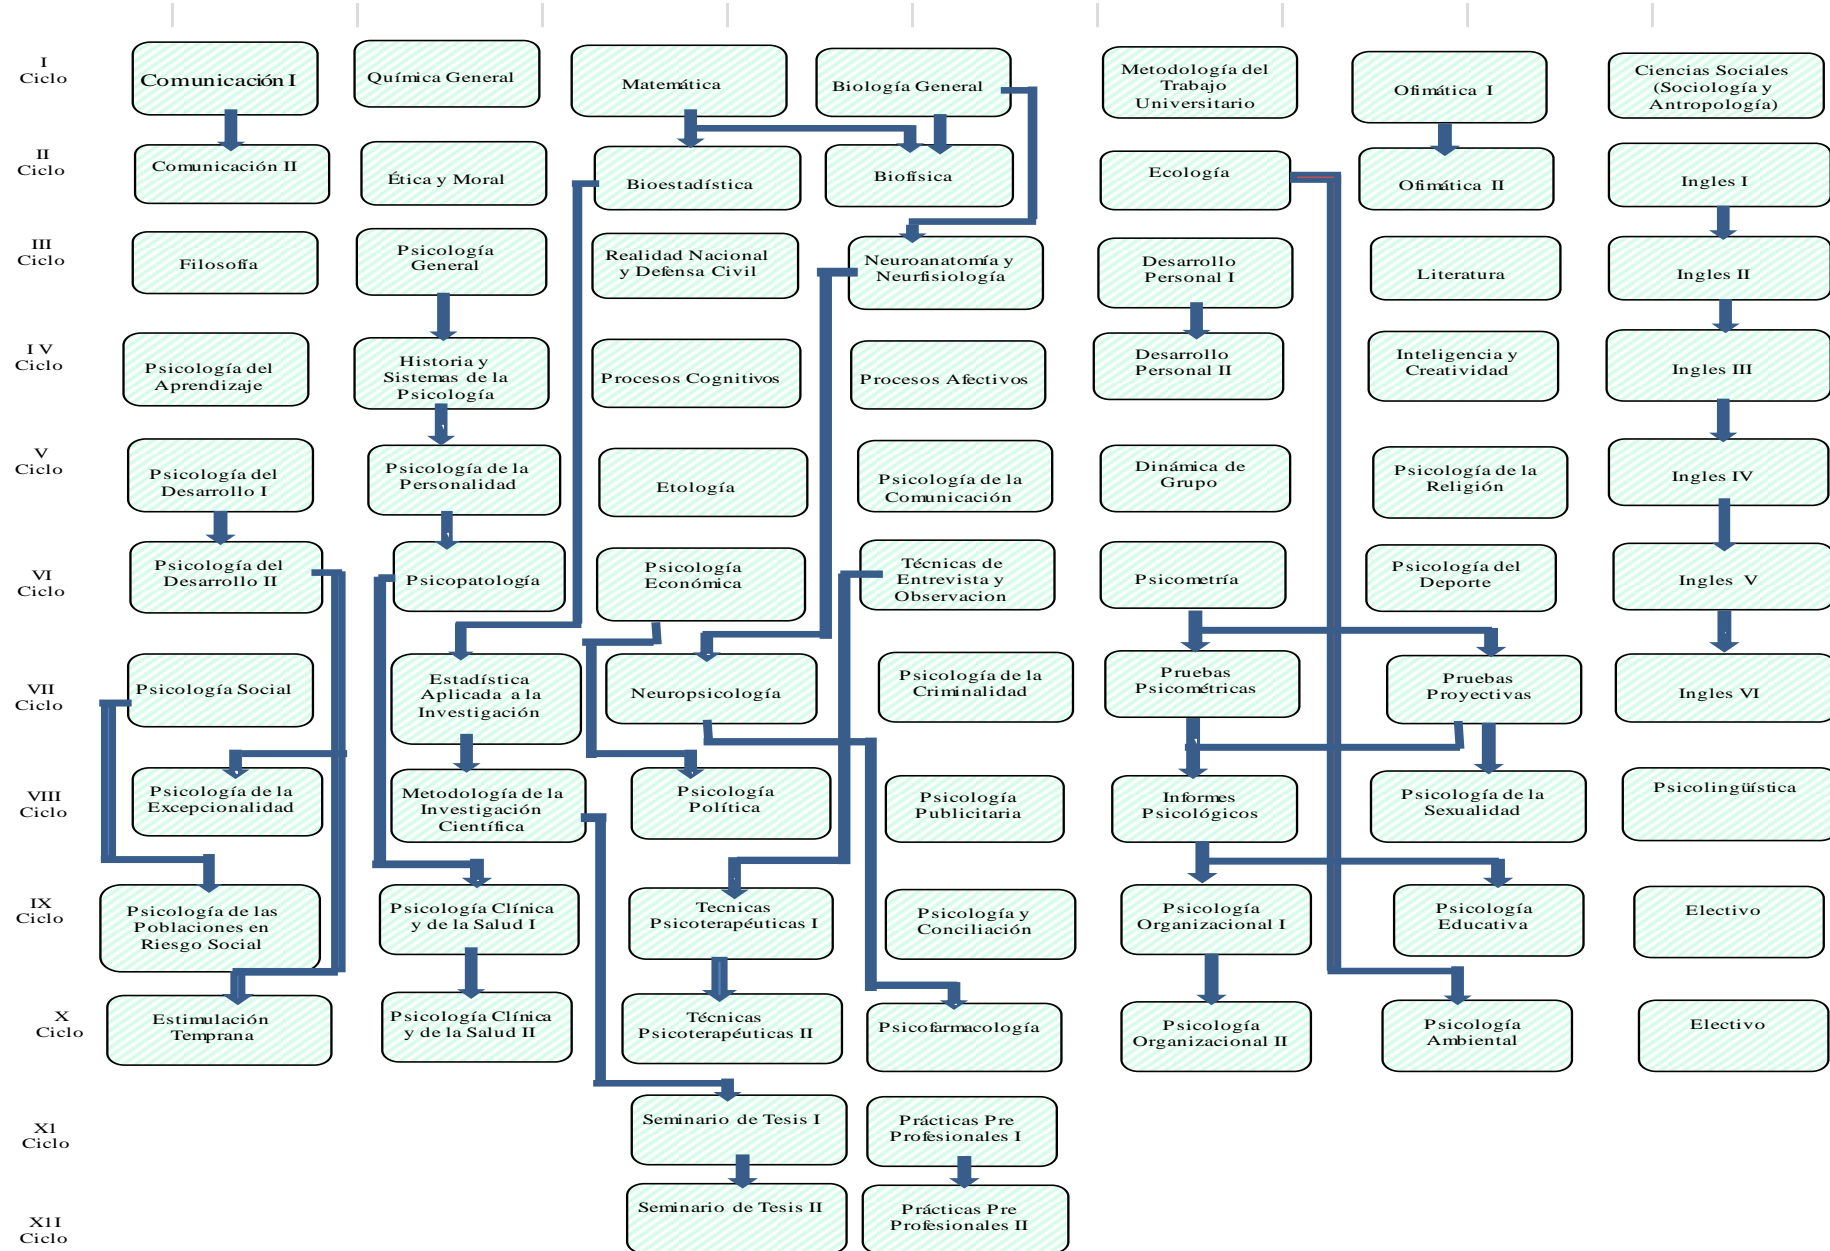 I
Ciclo
Comunicación I
Química General
Matemática
Biología General
Metodología del
Trabajo
Universitario
Ofimática I
Ciencias Sociales
(Sociología y
Antropología)
II
Ciclo
Comunicación II
Ética y Moral
Bioestadística
Biofísica
Ecología
Ofimática II
Ingles I
III
Ciclo
Filosofía
Psicología
General
Realidad Nacional
y Defensa Civil
Neuroanatomía y
Neurfisiología
Desarrollo
Personal I
Literatura
Ingles II
I V
Ciclo
Psicología del
Aprendizaje
Historia y
Sistemas de la
Psicología
Procesos Cognitivos
Procesos Afectivos
Desarrollo
Personal II
Inteligencia y
Creatividad
Ingles III
V
Ciclo
Psicología del
Desarrollo I
Psicología de la
Personalidad
Etología
Psicología de la
Comunicación
Dinámica de
Grupo
Psicología de la
Religión
Ingles IV
VI
Ciclo
Psicología del
Desarrollo II
Psicopatología
Psicología
Económica
Técnicas de
Entrevista y
Observacion
Psicometría
Psicología del
Deporte
Ingles V
VII
Ciclo
Psicología Social
Estadística
Aplicada a la
Investigación
Neuropsicología
Psicología de la
Criminalidad
Pruebas
Psicométricas
Pruebas
Proyectivas
Ingles VI
VIII
Ciclo
Psicología de la
Excepcionalidad
Metodología de la
Investigación
Científica
Psicología
Política
Psicología
Publicitaria
Informes
Psicológicos
Psicología de la
Sexualidad
Psicolingüística
IX
Ciclo
Psicología de las
Poblaciones en
Riesgo Social
Psicología Clínica
y de la Salud I
Tecnicas
Psicoterapéuticas I
Psicología y
Conciliación
Psicología
Organizacional I
Psicología
Educativa
Electivo
X
Ciclo
Estimulación
Temprana
Psicología Clínica
y de la Salud II
Técnicas
Psicoterapéuticas II
Psicofarmacología
Psicología
Organizacional II
Psicología
Ambiental
Electivo
X1
Ciclo
Seminario de Tesis I
Prácticas Pre
Profesionales I
X1I
Ciclo
Seminario de Tesis II
Prácticas Pre
Profesionales II